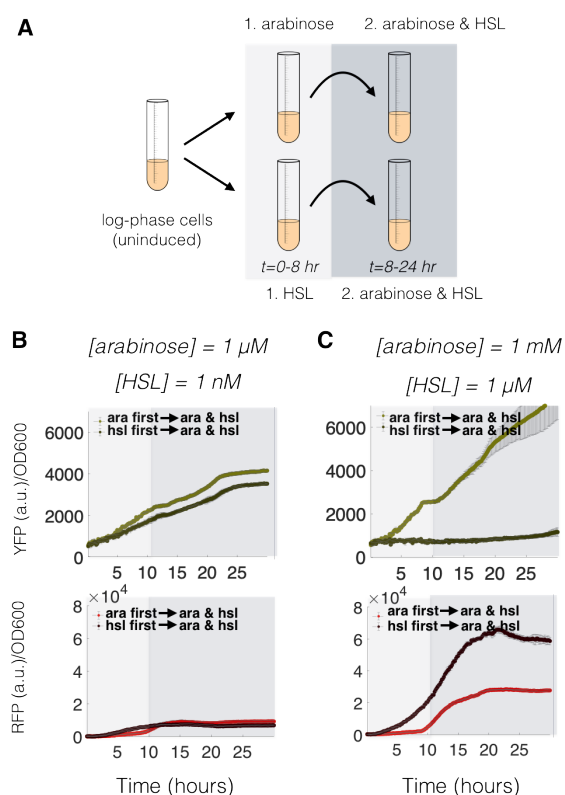 A
1. arabinose 2. arabinose & HSL
log-phase cells
(uninduced)
t=0-8 hr t=8-24 hr
1. HSL 2. arabinose & HSL
B
[arabinose] = 1 µM
[HSL] = 1 nM
YFP (a.u.)/OD600
ara first→ara & hsl
hsl first→ara & hsl
6000
4000
2000
0
5 10 15 20 25
RFP (a.u.)/OD600
×10⁴
ara first→ara & hsl
hsl first→ara & hsl
8
6
4
2
0
5 10 15 20 25
Time (hours)
C
[arabinose] = 1 mM
[HSL] = 1 µM
ara first→ara & hsl
hsl first→ara & hsl
6000
4000
2000
0
5 10 15 20 25
×10⁴
ara first→ara & hsl
hsl first→ara & hsl
8
6
4
2
0
5 10 15 20 25
Time (hours)